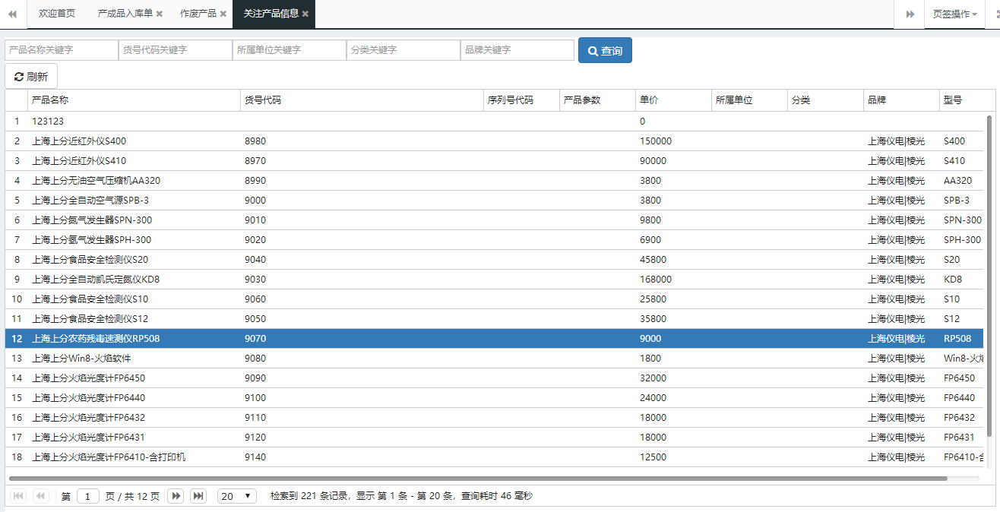 欢迎首页 产成品入库单 作废产品 关注产品信息 页签操作
产品名称关键字 货号代码关键字 所属单位关键字 分类关键字 品牌关键字 查询
刷新
产品名称 货号代码 序列号代码 产品参数 单价 所属单位 分类 品牌 型号
1 123123 0
2 上海上分近红外仪S400 8980 150000 上海仪电|棱光 S400
3 上海上分近红外仪S410 8970 90000 上海仪电|棱光 S410
4 上海上分无油空气压缩机AA320 8990 3800 上海仪电|棱光 AA320
5 上海上分全自动空气源SPB-3 9000 3800 上海仪电|棱光 SPB-3
6 上海上分氮气发生器SPN-300 9010 9800 上海仪电|棱光 SPN-300
7 上海上分氢气发生器SPH-300 9020 6900 上海仪电|棱光 SPH-300
8 上海上分食品安全检测仪S20 9040 45800 上海仪电|棱光 S20
9 上海上分全自动凯氏定氮仪KD8 9030 168000 上海仪电|棱光 KD8
10 上海上分食品安全检测仪S10 9060 25800 上海仪电|棱光 S10
11 上海上分食品安全检测仪S12 9050 35800 上海仪电|棱光 S12
12 上海上分农药残毒速测仪RP508 9070 9000 上海仪电|棱光 RP508
13 上海上分Win8-火焰软件 9080 1800 上海仪电|棱光 Win8-火焰
14 上海上分火焰光度计FP6450 9090 32000 上海仪电|棱光 FP6450
15 上海上分火焰光度计FP6440 9100 24000 上海仪电|棱光 FP6440
16 上海上分火焰光度计FP6432 9110 18000 上海仪电|棱光 FP6432
17 上海上分火焰光度计FP6431 9120 18000 上海仪电|棱光 FP6431
18 上海上分火焰光度计FP6410-含打印机 9140 12500 上海仪电|棱光 FP6410-含
第 1 页 / 共 12 页 20 检索到 221 条记录，显示 第 1 条 - 第 20 条，查询耗时 46 毫秒